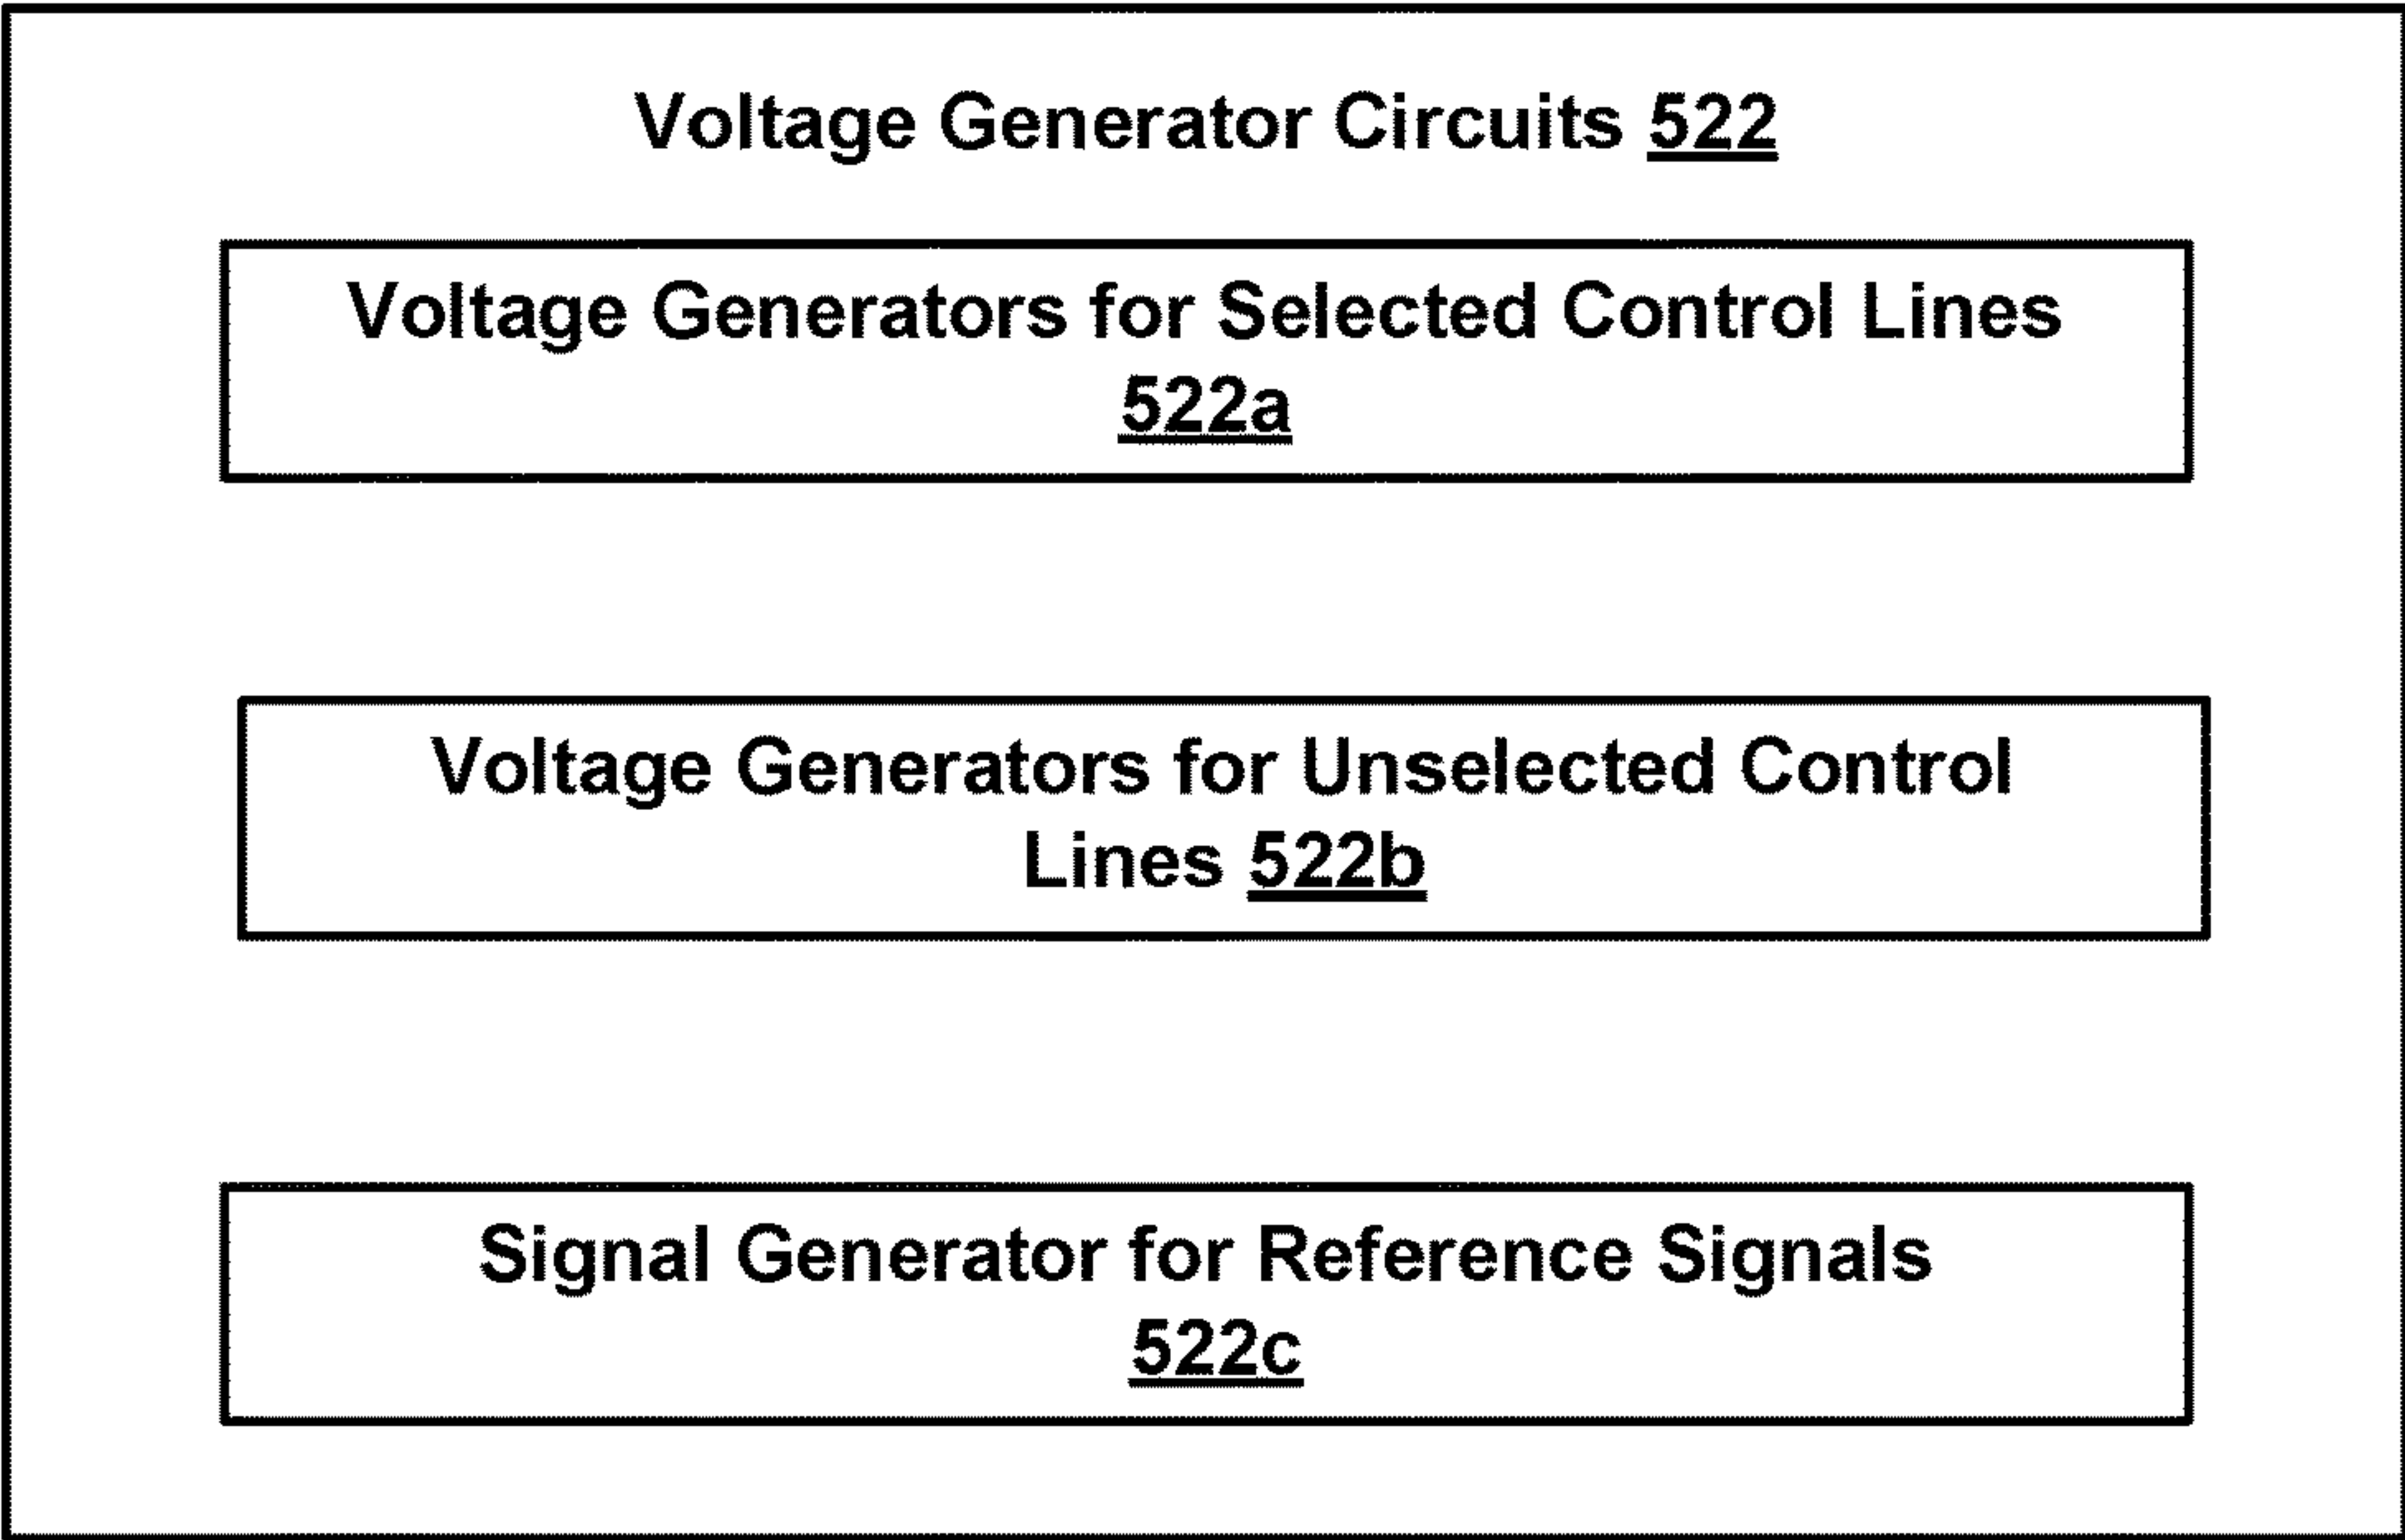 Voltage Generator Circuits 522
Voltage Generators for Selected Control Lines
522a
Voltage Generators for Unselected Control
Lines 522b
Signal Generator for Reference Signals
522c